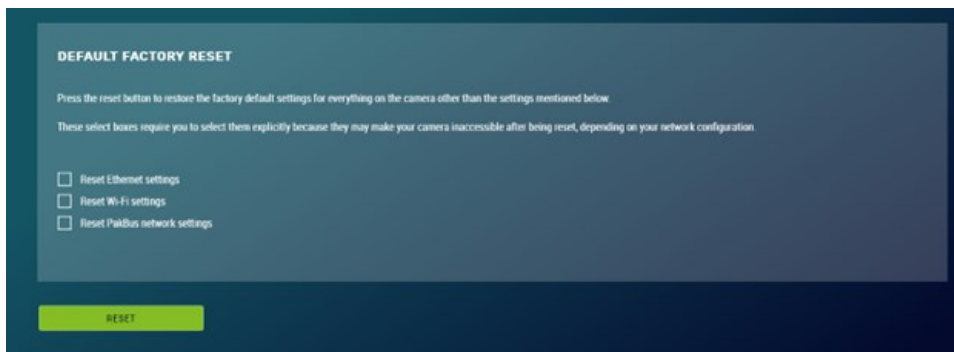 DEFAULT FACTORY RESET
Press the reset button to restore the factory default settings for everything on the camera other than the settings mentioned below.
These select boxes require you to select them explicitly because they may make your camera inaccessible after being reset, depending on your network configuration.
Reset Ethernet settings
Reset Wi-Fi settings
Reset PakBus network settings
RESET